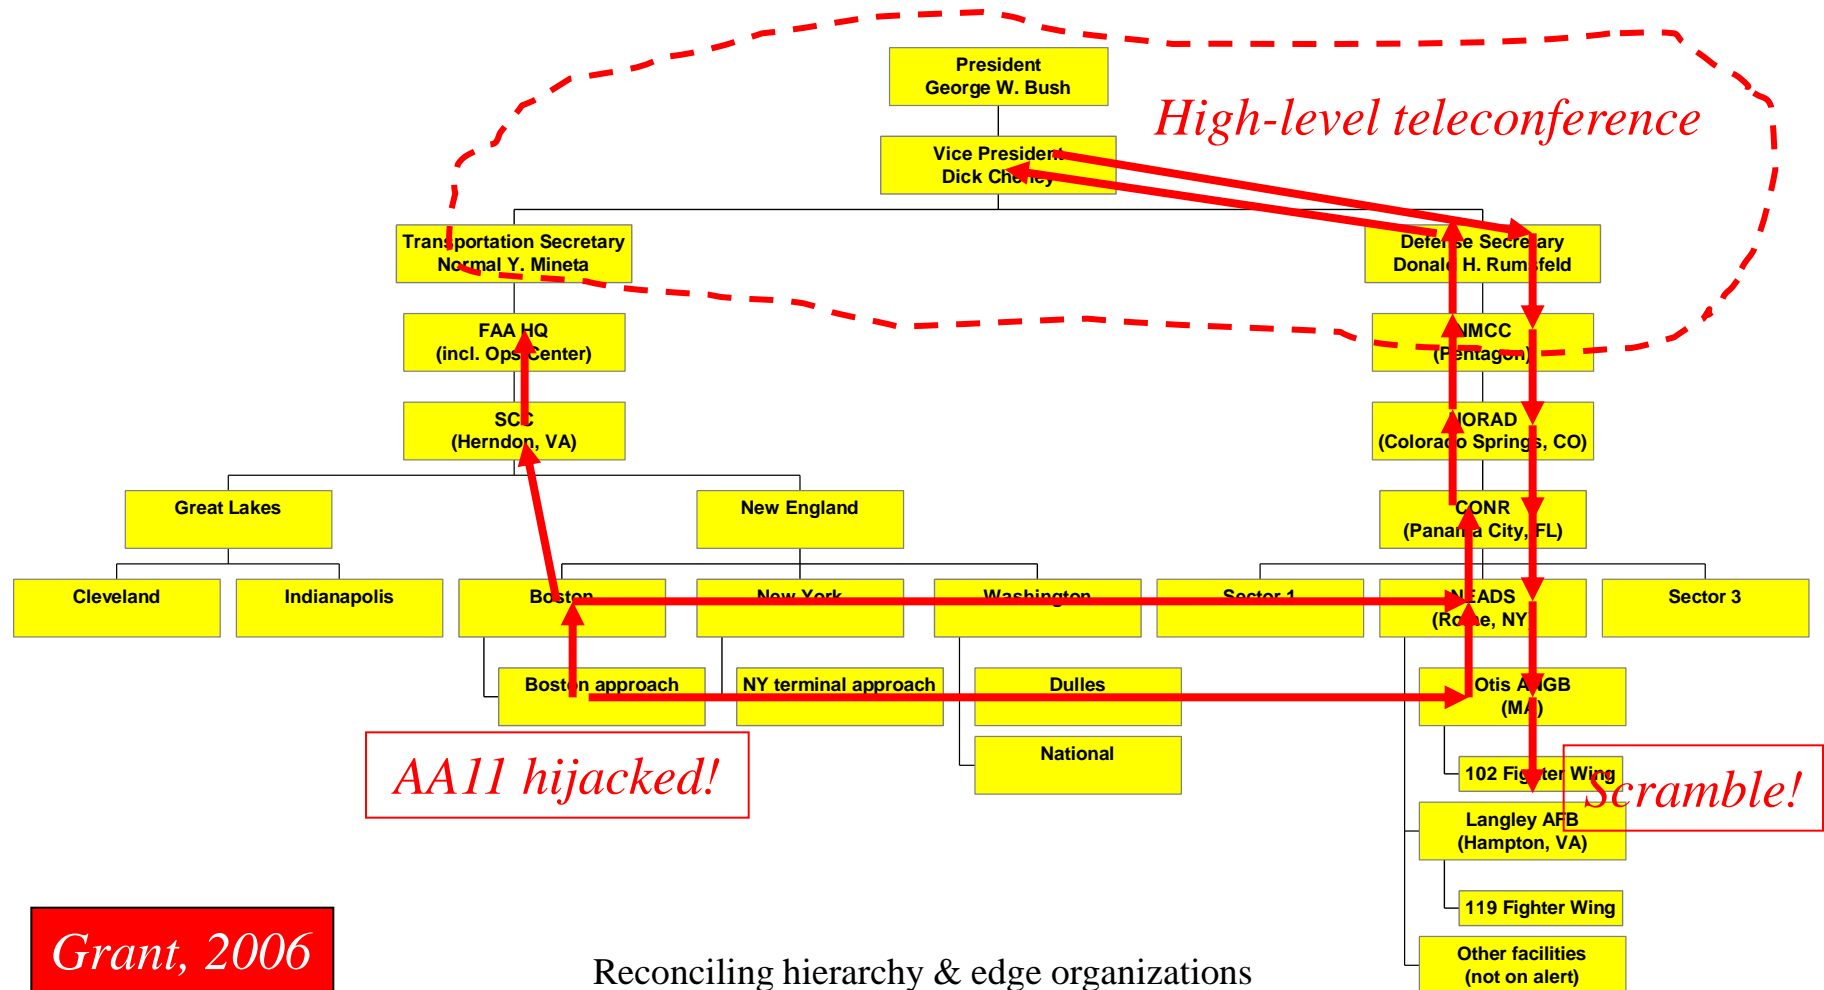 President
George W. Bush
High-level teleconference
Vice President
Dick Cheney
Transportation Secretary
Normal Y. Mineta
Defense Secretary
Donald H. Rumsfeld
FAA HQ
(incl. Ops Center)
NMCC
(Pentagon)
SCC
(Herndon, VA)
NORAD
(Colorado Springs, CO)
Great Lakes
New England
CONR
(Panama City, FL)
Cleveland
Indianapolis
Boston
New York
Washington
Sector 1
NEADS
(Rome, NY)
Sector 3
Boston approach
NY terminal approach
Dulles
Otis ANGB
(MA)
National
AA11 hijacked!
102 Fighter Wing
Scramble!
Langley AFB
(Hampton, VA)
119 Fighter Wing
Grant, 2006
Reconciling hierarchy & edge organizations
Other facilities
(not on alert)